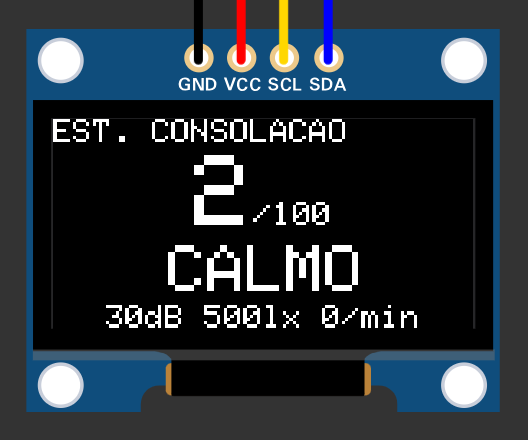 GND VCC SCL SDA
EST. CONSOLACAO
2/100
CALMO
30dB 500lx 0/min